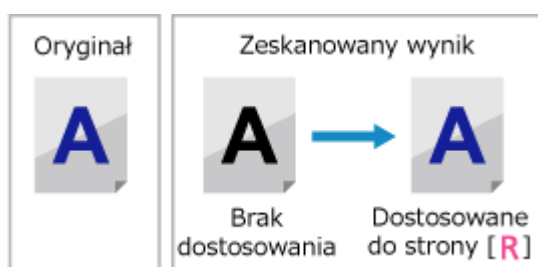 Oryginał
A
Zeskanowany wynik
A
A
Brak
dostosowania
Dostosowane
do strony [R]